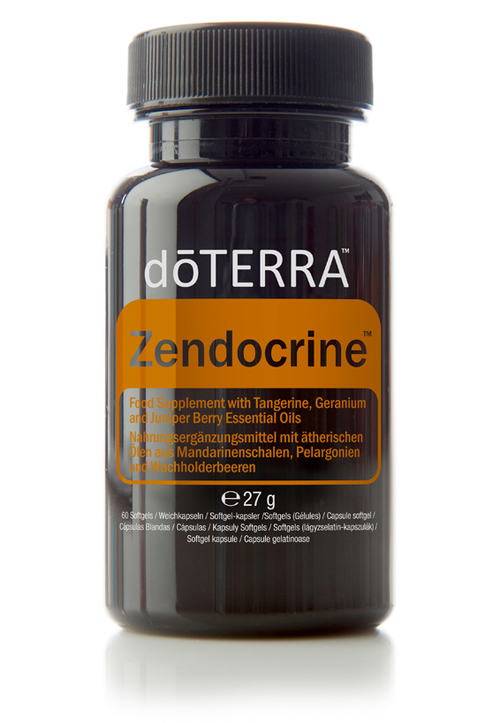 dōTERRA™
Zendocrine™
Food Supplement with Tangerine, Geranium
and Juniper Berry Essential Oils
Nahrungsergänzungsmittel mit ätherischen
Ölen aus Mandarinenschalen, Pelargonien
und Wochholderbeeren
℮ 27 g
60 Softgels / Weichkapseln / Softgel-kapsler /Softgels (Gélules) / Capsule softgel /
Cápsulas Blandas / Cápsulas / Kapsuly Softgels / Softgels (lágyzselatin-kapszulák) /
Softgel kapsule / Capsule gelatinoase